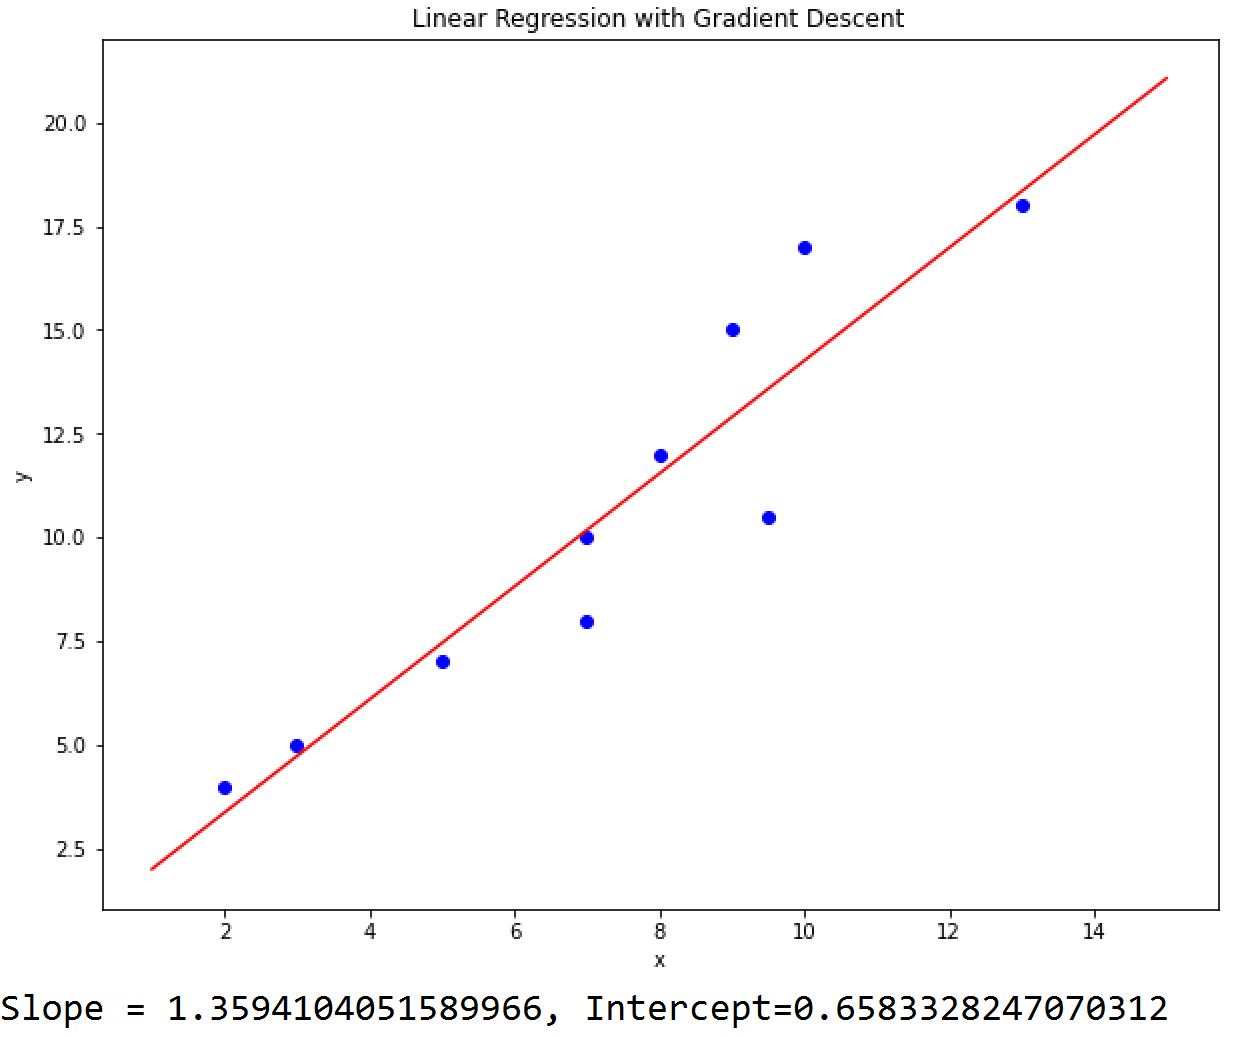 Linear Regression with Gradient Descent
20.0
17.5
15.0
12.5
10.0
7.5
5.0
2.5
y
2 4 6 8 10 12 14
x
Slope = 1.3594104051589966, Intercept=0.6583328247070312